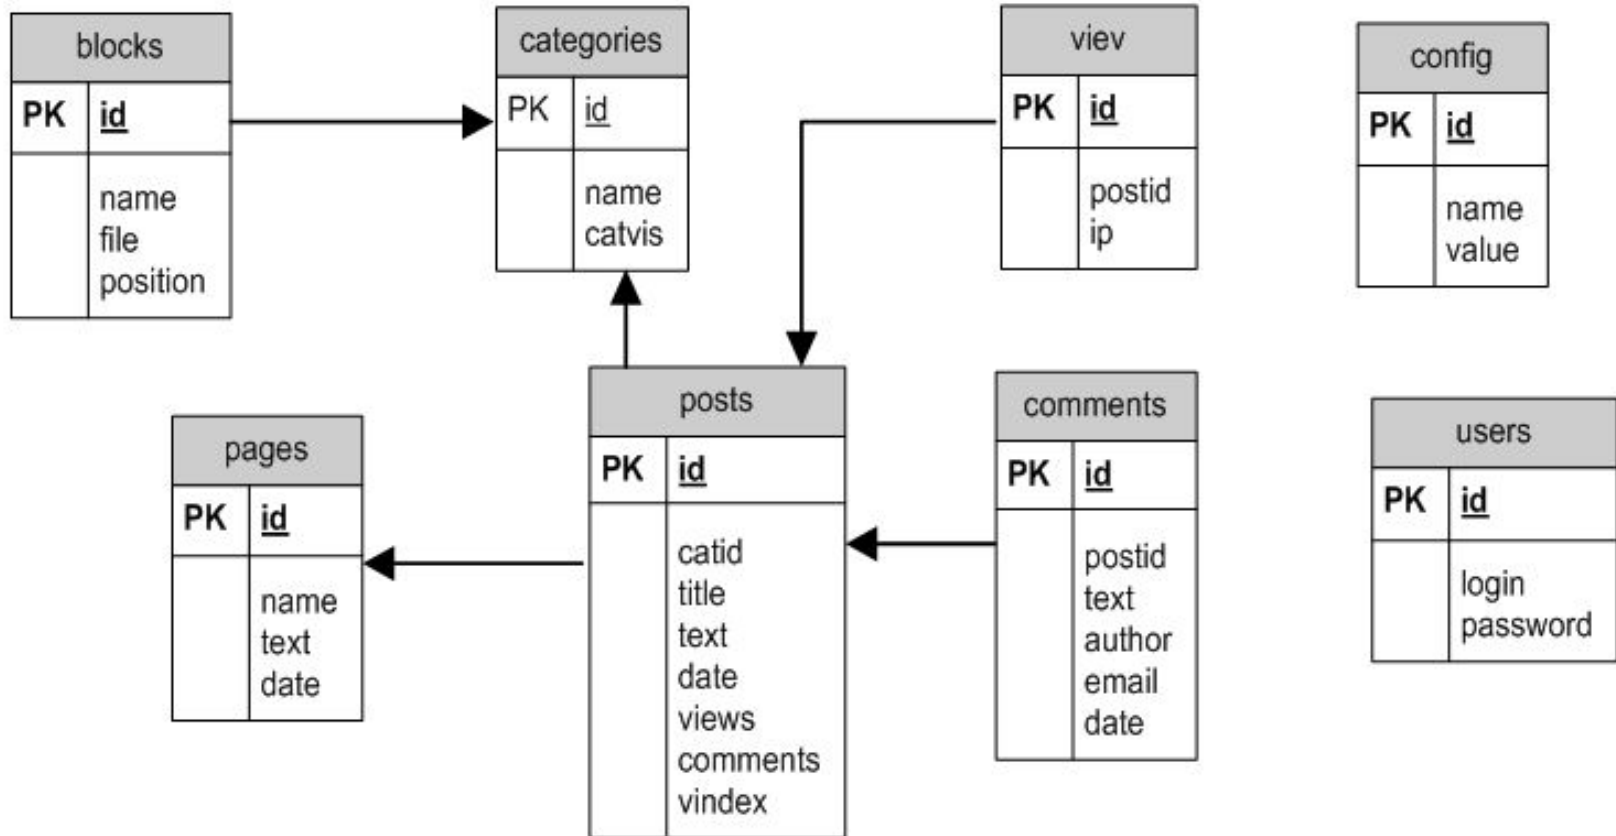 blocks
PK id
name
file
position
categories
PK id
name
catvis
viev
PK id
postid
ip
config
PK id
name
value
pages
PK id
name
text
date
posts
PK id
catid
title
text
date
views
comments
vindex
comments
PK id
postid
text
author
email
date
users
PK id
login
password